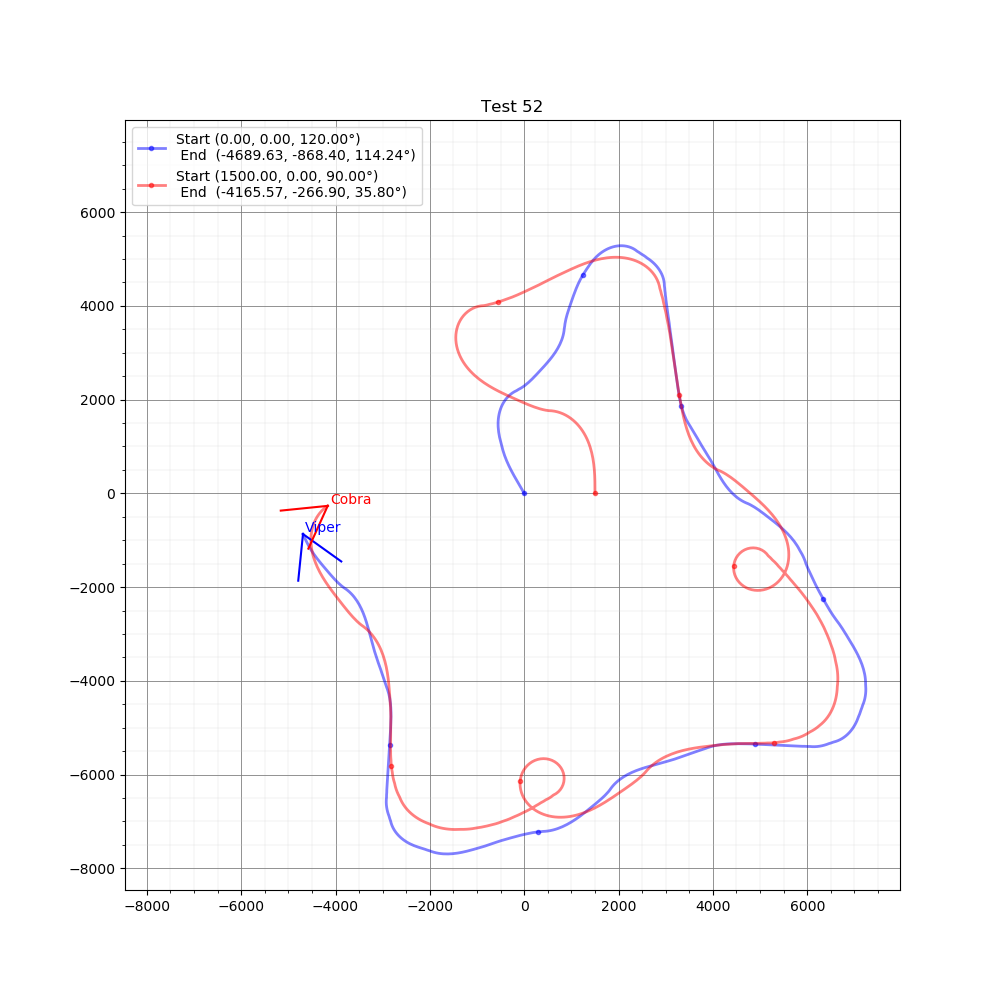 Test 52
Start (0.00, 0.00, 120.00°)
End (-4689.63, -868.40, 114.24°)
Start (1500.00, 0.00, 90.00°)
End (-4165.57, -266.90, 35.80°)
6000
4000
2000
0
Cobra
Viper
−2000
−4000
−6000
−8000
−8000 −6000 −4000 −2000 0 2000 4000 6000